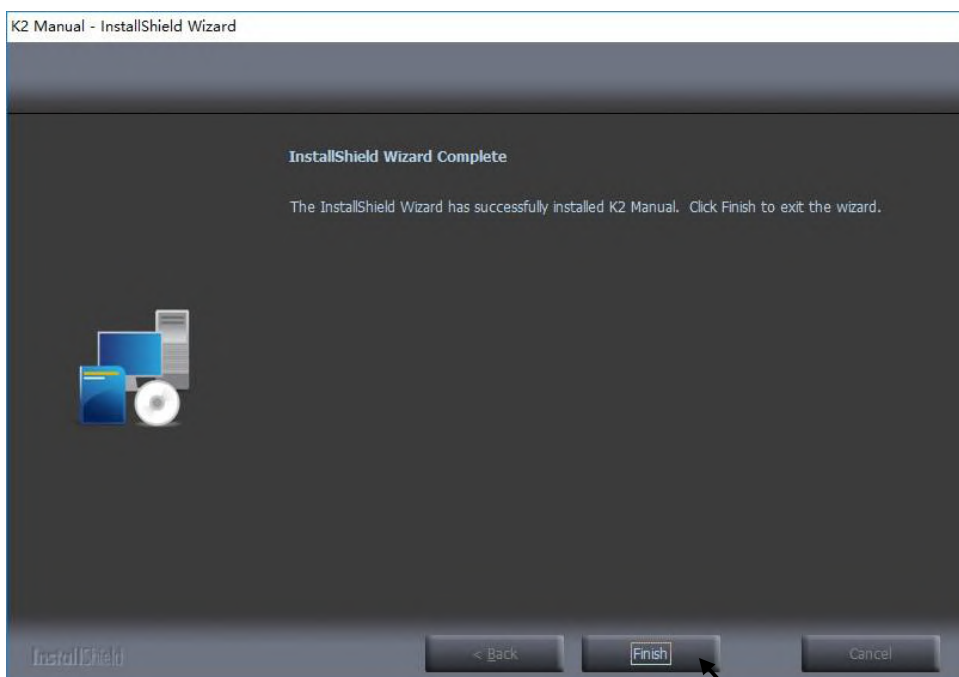 K2 Manual - InstallShield Wizard
InstallShield Wizard Complete
The InstallShield Wizard has successfully installed K2 Manual. Click Finish to exit the wizard.
InstallShield
< Back
Finish
Cancel